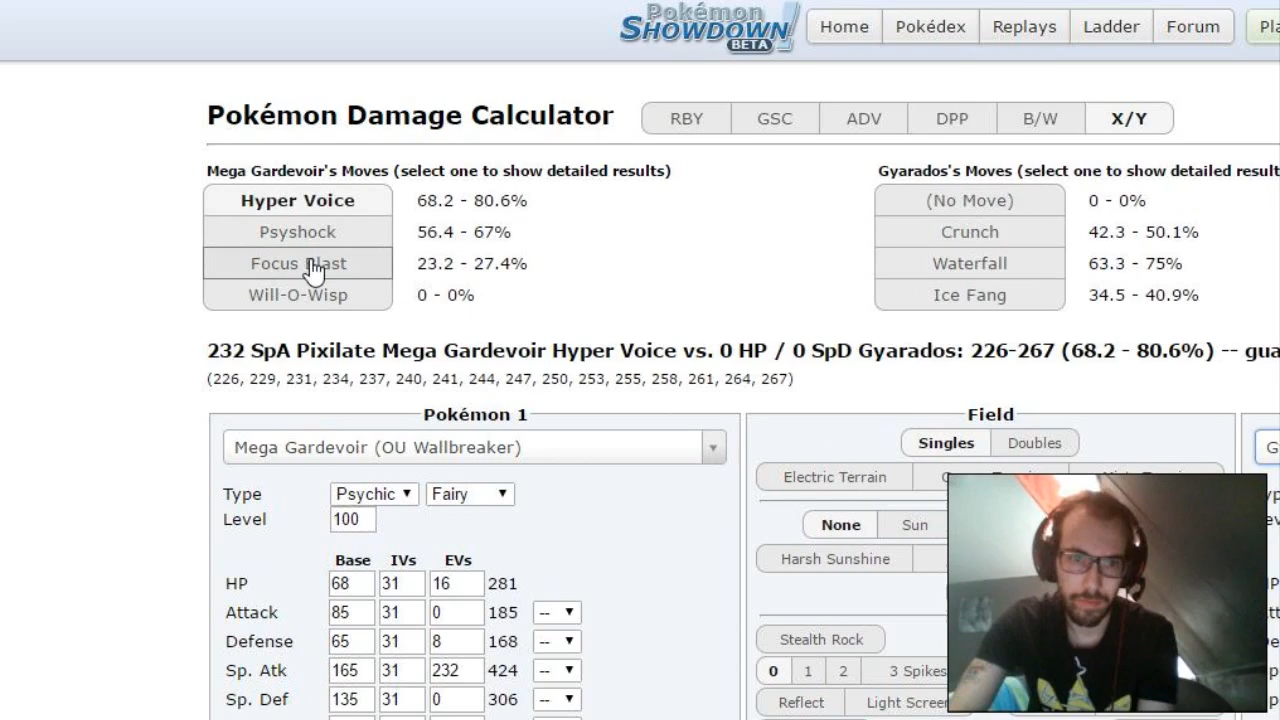 Pokémon
SHOWDOWN
BETA
Home Pokédex Replays Ladder Forum
Pokémon Damage Calculator RBY GSC ADV DPP B/W X/Y
Mega Gardevoir's Moves (select one to show detailed results) Gyarados's Moves (select one to show detailed
Hyper Voice 68.2 - 80.6% (No Move) 0 - 0%
Psyshock 56.4 - 67% Crunch 42.3 - 50.1%
Focus Blast 23.2 - 27.4% Waterfall 63.3 - 75%
Will-O-Wisp 0 - 0% Ice Fang 34.5 - 40.9%
232 SpA Pixilate Mega Gardevoir Hyper Voice vs. 0 HP / 0 SpD Gyarados: 226-267 (68.2 - 80.6%) --
(226, 229, 231, 234, 237, 240, 241, 244, 247, 250, 253, 255, 258, 261, 264, 267)
Pokémon 1 Field
Mega Gardevoir (OU Wallbreaker) Singles Doubles
Electric Terrain
Type Psychic Fairy
Level 100 None Sun
Base IVs EVs Harsh Sunshine
HP 68 31 16 281
Attack 85 31 0 185 --
Defense 65 31 8 168 -- Stealth Rock
Sp. Atk 165 31 232 424 -- 0 1 2 3 Spikes
Sp. Def 135 31 0 306 -- Reflect Light